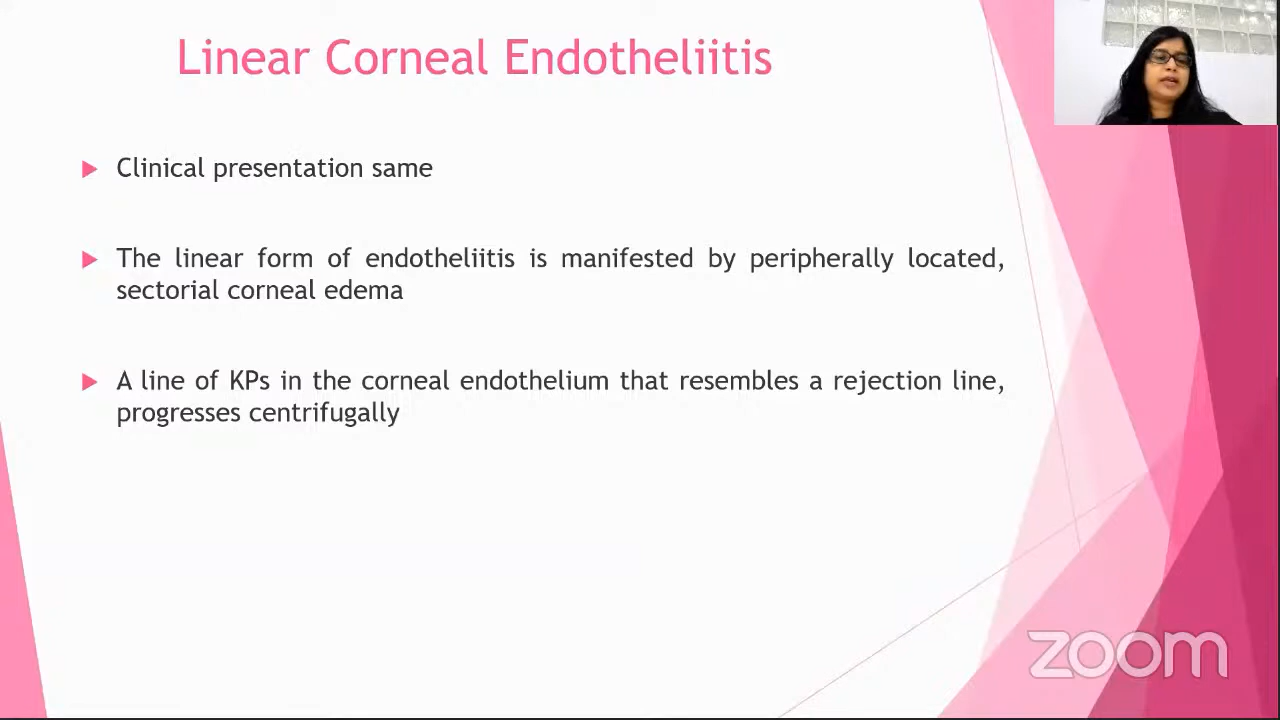 Linear Corneal Endotheliitis
Clinical presentation same
The linear form of endotheliitis is manifested by peripherally located,
sectorial corneal edema
A line of KPs in the corneal endothelium that resembles a rejection line,
progresses centrifugally
zoom